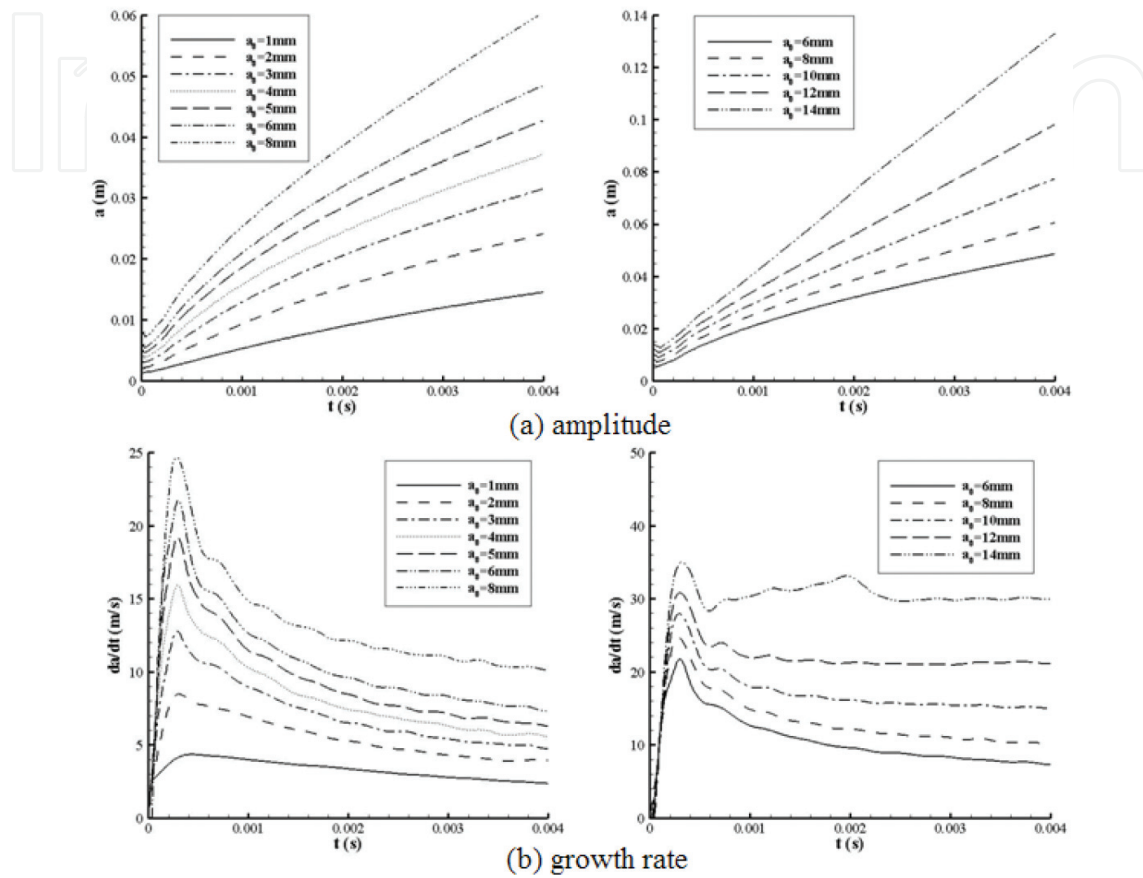 a₀=1mm
a₀=2mm
a₀=3mm
a₀=4mm
a₀=5mm
a₀=6mm
a₀=8mm
0.06
0.05
0.04
0.03
0.02
0.01
0
a (m)
0 0.001 0.002 0.003 0.004
t (s)
a₀=6mm
a₀=8mm
a₀=10mm
a₀=12mm
a₀=14mm
0.14
0.12
0.1
0.08
0.06
0.04
0.02
0
a (m)
0 0.001 0.002 0.003 0.004
t (s)
(a) amplitude
a₀=1mm
a₀=2mm
a₀=3mm
a₀=4mm
a₀=5mm
a₀=6mm
a₀=8mm
25
20
15
10
5
0
da/dt (m/s)
0 0.001 0.002 0.003 0.004
t (s)
a₀=6mm
a₀=8mm
a₀=10mm
a₀=12mm
a₀=14mm
50
40
30
20
10
0
da/dt (m/s)
0 0.001 0.002 0.003 0.004
t (s)
(b) growth rate